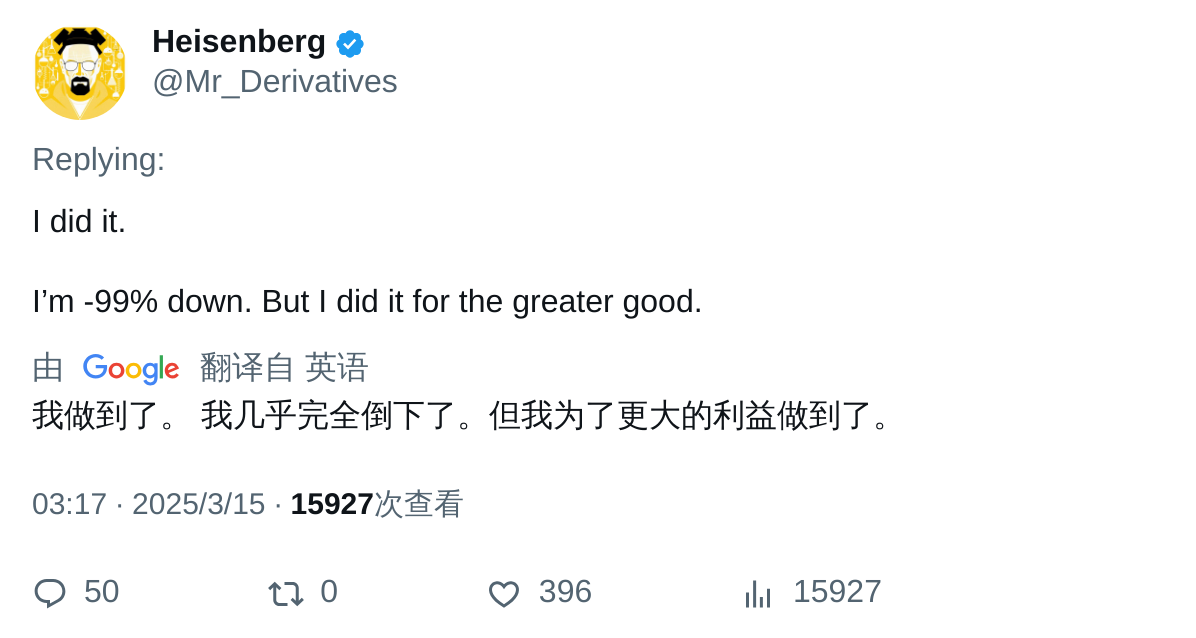 Heisenberg
@Mr_Derivatives
Replying:
I did it.
I’m -99% down. But I did it for the greater good.
由 Google 翻译自 英语
我做到了。 我几乎完全倒下了。但我为了更大的利益做到了。
03:17 · 2025/3/15 · 15927次查看
50 0 396 15927